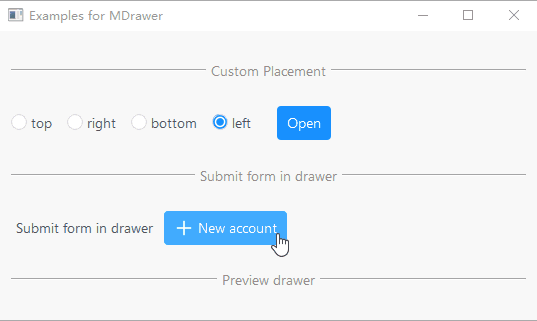 Examples for MDrawer
Custom Placement
top right bottom left Open
Submit form in drawer
Submit form in drawer New account
Preview drawer